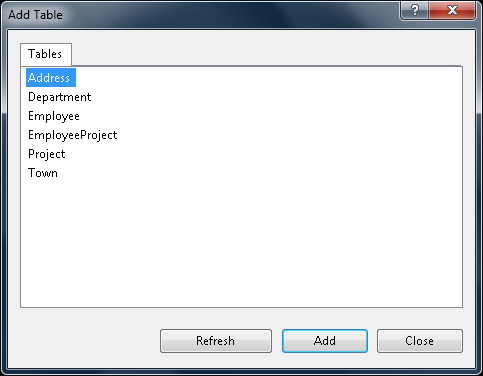 Add Table
?
Tables
Address
Department
Employee
EmployeeProject
Project
Town
Refresh Add Close